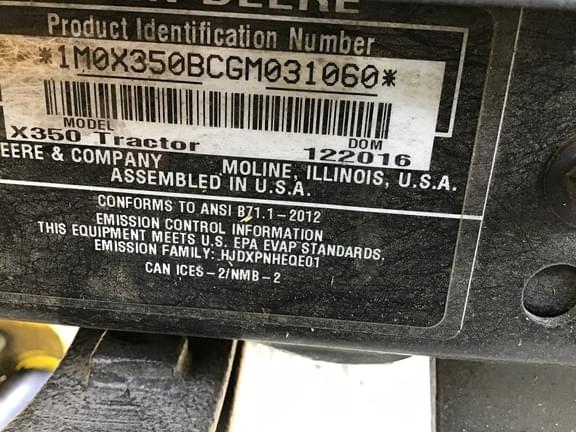 DEERE
Product Identification Number
*1M0X350BCGM031060*
MODEL DOM
X350 Tractor 122016
EERE & COMPANY MOLINE, ILLINOIS, U.S.A.
ASSEMBLED IN U.S.A.
CONFORMS TO ANSI B71.1-2012
EMISSION CONTROL INFORMATION
THIS EQUIPMENT MEETS U.S. EPA EVAP STANDARDS.
EMISSION FAMILY: HJDXPNHEQE01
CAN ICES-2/NMB-2